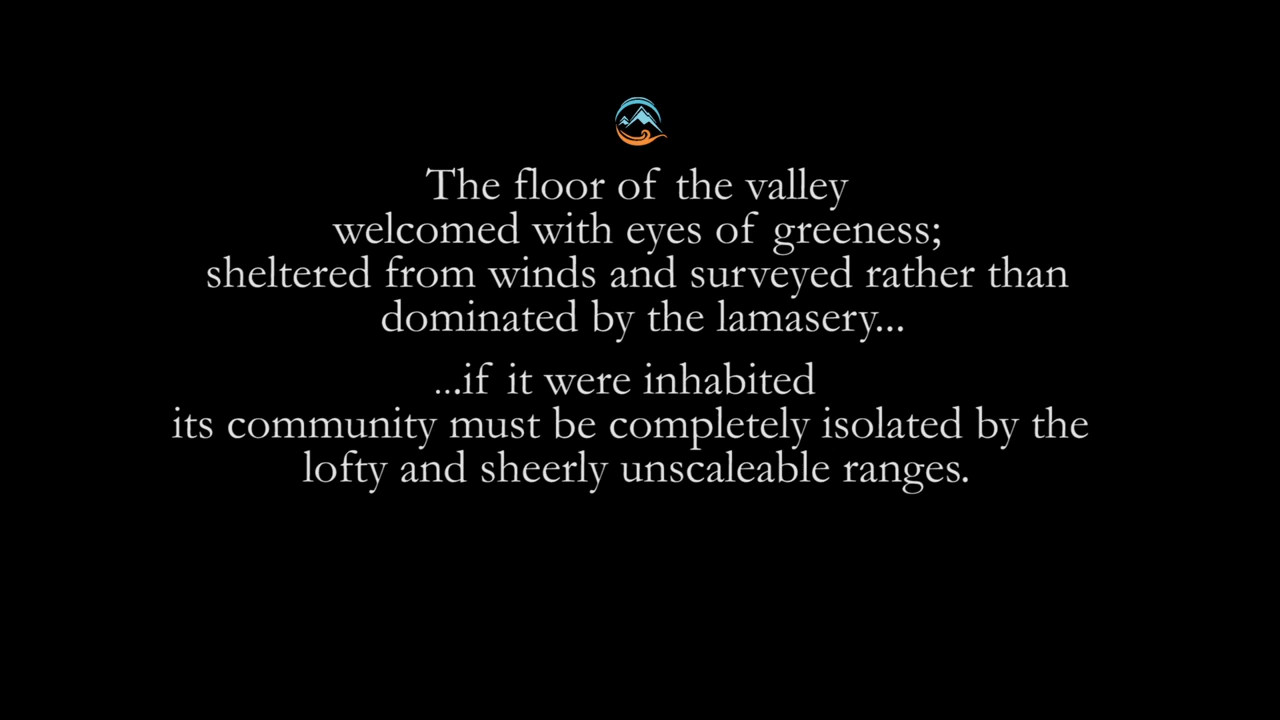 The floor of the valley
welcomed with eyes of greeness;
sheltered from winds and surveyed rather than
dominated by the lamasery...
...if it were inhabited
its community must be completely isolated by the
lofty and sheerly unscaleable ranges.